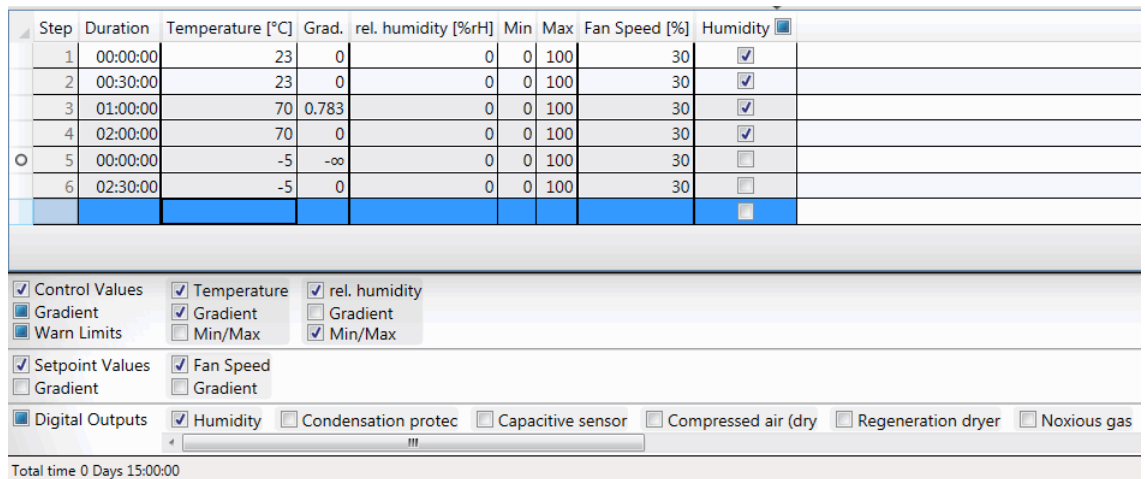 Step Duration Temperature [°C] Grad. rel. humidity [%rH] Min Max Fan Speed [%] Humidity
1 00:00:00 23 0 0 0 100 30
2 00:30:00 23 0 0 0 100 30
3 01:00:00 70 0.783 0 0 100 30
4 02:00:00 70 0 0 0 100 30
5 00:00:00 -5 -∞ 0 0 100 30
6 02:30:00 -5 0 0 0 100 30
Control Values Temperature rel. humidity
Gradient Gradient Gradient
Warn Limits Min/Max Min/Max
Setpoint Values Fan Speed
Gradient Gradient
Digital Outputs Humidity Condensation protec Capacitive sensor Compressed air (dry Regeneration dryer Noxious gas
Total time 0 Days 15:00:00